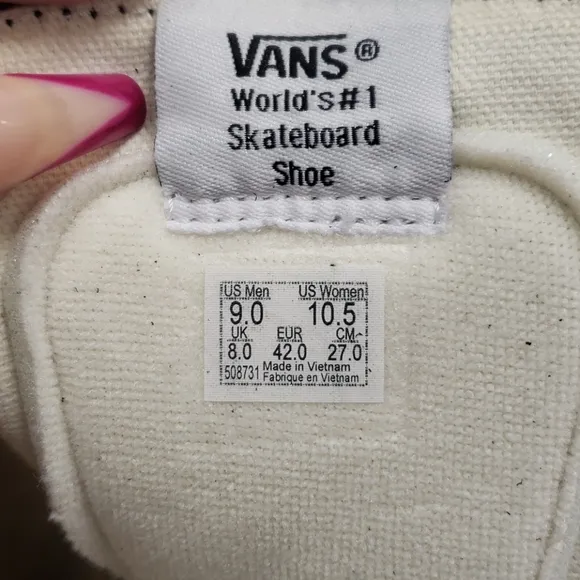 VANS®
World's#1
Skateboard
Shoe
US Men US Women
9.0 10.5
UK EUR CM
8.0 42.0 27.0
508731 Made in Vietnam
Fabrique en Vietnam